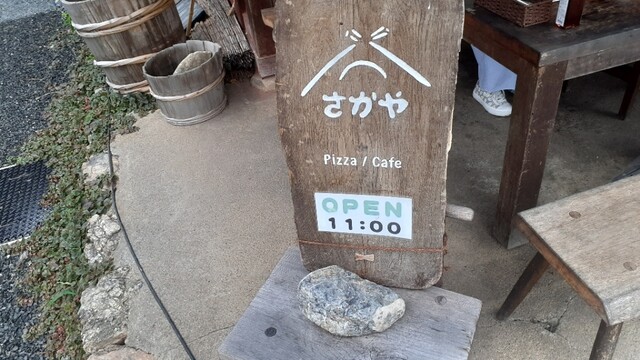 さかや
Pizza / Cafe
OPEN
11:00